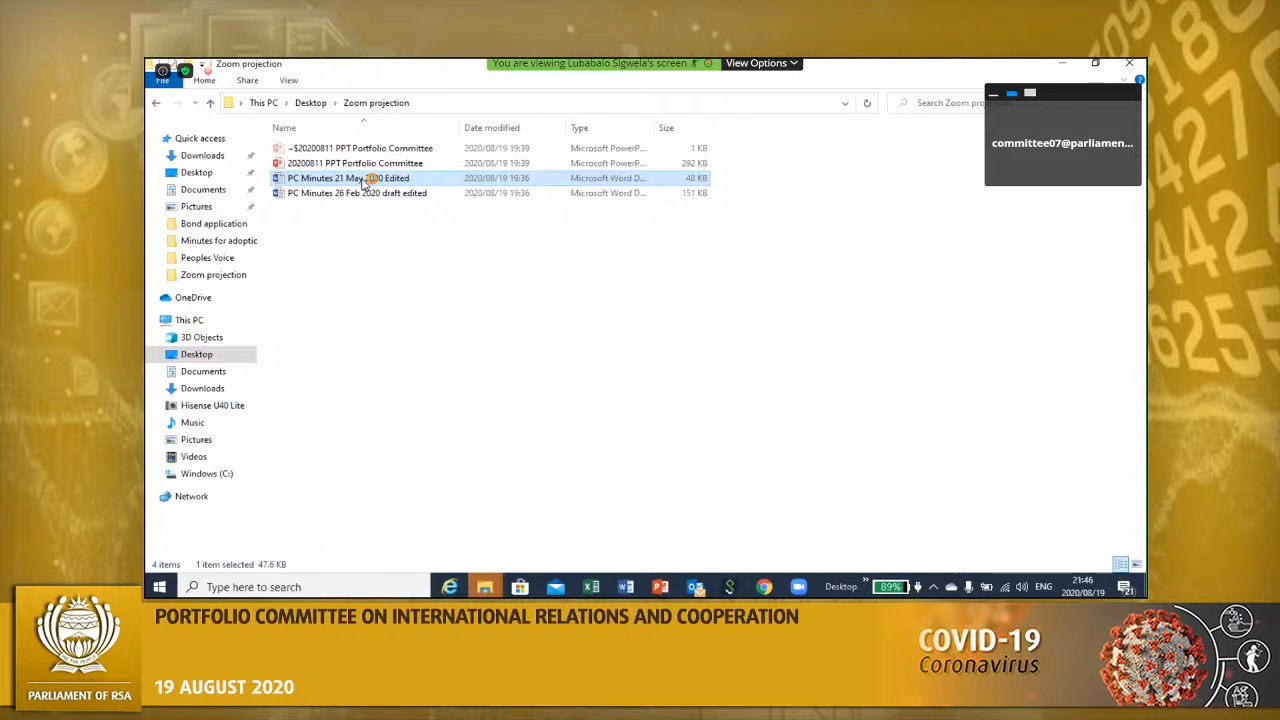 Zoom projection
You are viewing Lubabalo Sigwela's screen
View Options
File
Home
Share
View
This PC
Desktop
Zoom projection
Search Zoom
committee07@parliamen...
Name
Date modified
Type
Size
~$20200811 PPT Portfolio Committee
2020/08/19 19:39
Microsoft PowerP...
1 KB
20200811 PPT Portfolio Committee
2020/08/19 19:39
Microsoft PowerP...
292 KB
PC Minutes 21 May Edited
2020/08/19 19:36
Microsoft Word D...
48 KB
PC Minutes 26 Feb 2020 draft edited
2020/08/19 19:36
Microsoft Word D...
151 KB
Quick access
Downloads
Desktop
Documents
Pictures
Bond application
Minutes for adoptic
Peoples Voice
Zoom projection
OneDrive
This PC
3D Objects
Desktop
Documents
Downloads
Hisense U40 Lite
Music
Pictures
Videos
Windows (C:)
Network
4 items
1 item selected 47.6 KB
Type here to search
Desktop
89%
ENG
21:46
2020/08/19
21
PORTFOLIO COMMITTEE ON INTERNATIONAL RELATIONS AND COOPERATION
19 AUGUST 2020
PARLIAMENT OF RSA
COVID-19
Coronavirus